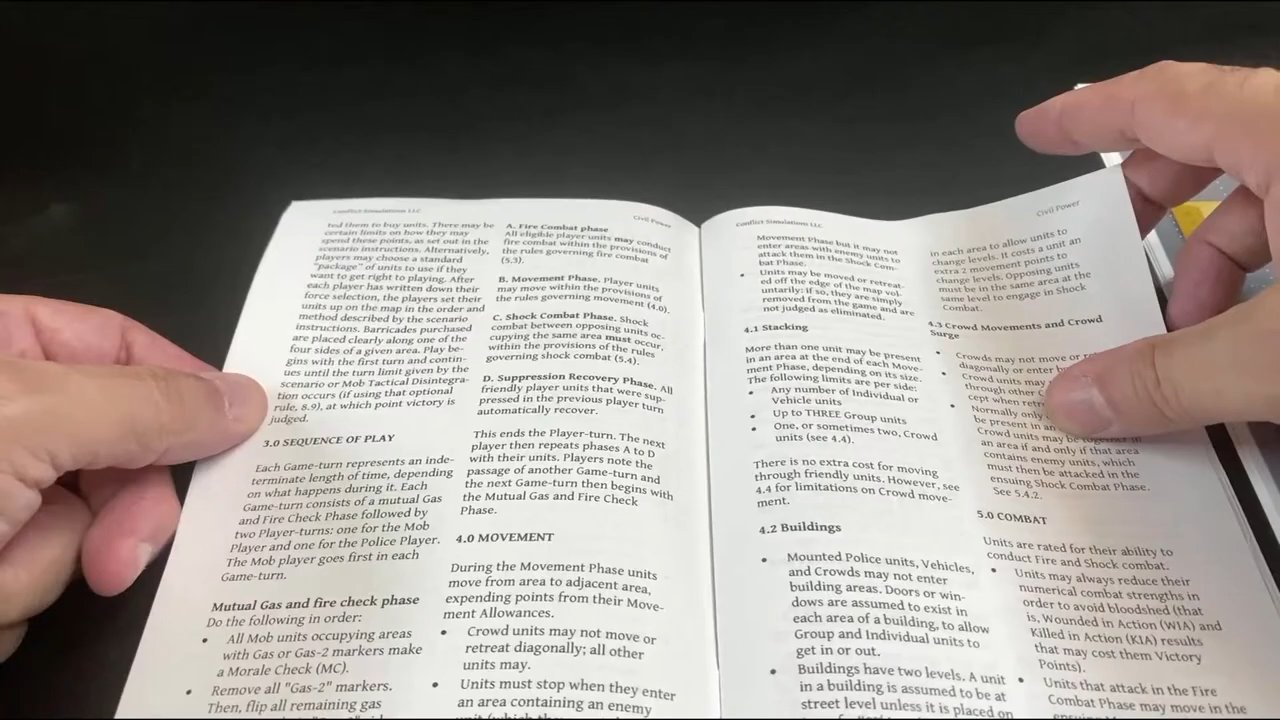 Conflict Simulations LLC
Civil Power
ted them to buy units. There may be
certain limits on how they may
spend these points, as set out in the
scenario instructions. Alternatively,
players may choose a standard
"package" of units to use if they
want to get right to playing. After
each player has written down their
force selection, the players set their
units up on the map in the order and
method described by the scenario
instructions. Barricades purchased
are placed clearly along one of the
four sides of a given area. Play be-
gins with the first turn and contin-
ues until the turn limit given by the
scenario or Mob Tactical Disintegra-
tion occurs (if using that optional
rule, 8.9), at which point victory is
judged.
3.0 SEQUENCE OF PLAY
Each Game-turn represents an inde-
terminate length of time, depending
on what happens during it. Each
Game-turn consists of a mutual Gas
and Fire Check Phase followed by
two Player-turns: one for the Mob
Player and one for the Police Player.
The Mob player goes first in each
Game-turn.
Mutual Gas and fire check phase
Do the following in order:
• All Mob units occupying areas
with Gas or Gas-2 markers make
a Morale Check (MC).
• Remove all "Gas-2" markers.
Then, flip all remaining gas
A. Fire Combat phase
All eligible player units may conduct
fire combat within the provisions of
the rules governing fire combat
(5.3).
B. Movement Phase. Player units
may move within the provisions of
the rules governing movement (4.0).
C. Shock Combat Phase. Shock
combat between opposing units oc-
cupying the same area must occur,
within the provisions of the rules
governing shock combat (5.4).
D. Suppression Recovery Phase. All
friendly player units that were sup-
pressed in the previous player turn
automatically recover.
This ends the Player-turn. The next
player then repeats phases A to D
with their units. Players note the
passage of another Game-turn and
the next Game-turn then begins with
the Mutual Gas and Fire Check
Phase.
4.0 MOVEMENT
During the Movement Phase units
move from area to adjacent area,
expending points from their Move-
ment Allowances.
• Crowd units may not move or
retreat diagonally; all other
units may.
• Units must stop when they enter
an area containing an enemy
Conflict Simulations LLC
Civil Power
Movement Phase but it may not
enter areas with enemy units to
attack them in the Shock Com-
bat Phase.
• Units may be moved or retreat-
ed off the edge of the map vol-
untarily; if so, they are simply
removed from the game and are
not judged as eliminated.
4.1 Stacking
More than one unit may be present
in an area at the end of each Move-
ment Phase, depending on its size.
The following limits are per side:
• Any number of Individual or
Vehicle units
• Up to THREE Group units
• One, or sometimes two, Crowd
units (see 4.4).
There is no extra cost for moving
through friendly units. However, see
4.4 for limitations on Crowd move-
ment.
4.2 Buildings
• Mounted Police units, Vehicles,
and Crowds may not enter
building areas. Doors or win-
dows are assumed to exist in
each area of a building, to allow
Group and Individual units to
get in or out.
• Buildings have two levels. A unit
in a building is assumed to be at
street level unless it is placed on
in each area to allow units to
change levels. It costs a unit an
extra 2 movement points to
change levels. Opposing units
must be in the same area at the
same level to engage in Shock
Combat.
4.3 Crowd Movements and Crowd
Surge
• Crowds may not move or
diagonally or enter
• Crowd units may
through other
cept when
• Normally only
be present in
Crowd units may be together in
an area if and only if that area
contains enemy units, which
must then be attacked in the
ensuing Shock Combat Phase.
See 5.4.2.
5.0 COMBAT
Units are rated for their ability to
conduct Fire and Shock combat.
• Units may always reduce their
numerical combat strengths in
order to avoid bloodshed (that
is, Wounded in Action (WIA) and
Killed in Action (KIA) results
that may cost them Victory
Points).
• Units that attack in the Fire
Combat Phase may move in the